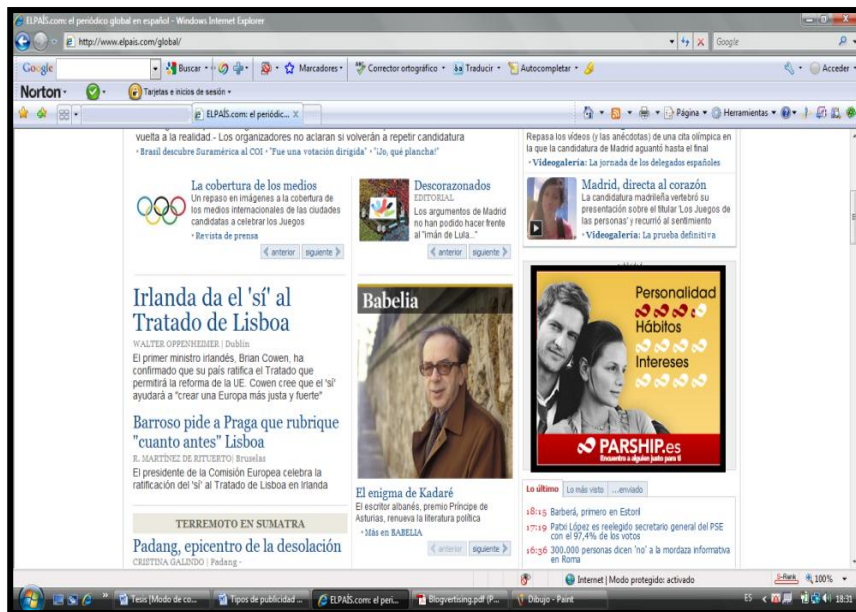 ELPAÍS.com: el periódico global en español - Windows Internet Explorer
http://www.elpais.com/global/
Google
Google
Buscar
Marcadores
Corrector ortográfico
Traducir
Autocompletar
Acceder
Norton
Tarjetas e inicios de sesión
ELPAÍS.com: el periódic...
Página
Herramientas
vuelta a la realidad.- Los organizadores no aclaran si volverán a repetir candidatura
· Brasil descubre Suramérica al COI · "Fue una votación dirigida" · "¡Jo, qué plancha!"
La cobertura de los medios
Un repaso en imágenes a la cobertura de
los medios internacionales de las ciudades
candidatas a celebrar los Juegos
· Revista de prensa
anterior siguiente
Descorazonados
EDITORIAL
Los argumentos de Madrid
no han podido hacer frente
al "imán de Lula..."
anterior siguiente
Repasa los vídeos (y las anécdotas) de una cita olímpica en
la que la candidatura de Madrid aguantó hasta el final
· Videogalería: La jornada de los delegados españoles
Madrid, directa al corazón
La candidatura madrileña vertebró su
presentación sobre el titular 'Los Juegos de
las personas' y recurrió al sentimiento
· Videogalería: La prueba definitiva
Irlanda da el 'sí' al
Tratado de Lisboa
WALTER OPPENHEIMER | Dublín
El primer ministro irlandés, Brian Cowen, ha
confirmado que su país ratifica el Tratado que
permitirá la reforma de la UE. Cowen cree que el 'sí'
ayudará a "crear una Europa más justa y fuerte"
Barroso pide a Praga que rubrique
"cuanto antes" Lisboa
R. MARTÍNEZ DE RITUERTO | Bruselas
El presidente de la Comisión Europea celebra la
ratificación del 'sí' al Tratado de Lisboa en Irlanda
TERREMOTO EN SUMATRA
Padang, epicentro de la desolación
CRISTINA GALINDO | Padang -
Babelia
El enigma de Kadaré
El escritor albanés, premio Príncipe de
Asturias, renueva la literatura política
· Más en BABELIA
anterior siguiente
Personalidad
Hábitos
Intereses
PARSHIP.es
Encuentra a alguien justo para ti
Lo último Lo más visto ...enviado
18:15 Barberá, primero en Estoril
17:19 Patxi López es reelegido secretario general del PSE
con el 97,4% de los votos
16:36 300.000 personas dicen 'no' a la mordaza informativa
en Roma
Internet | Modo protegido: activado
U-Rank
100%
Tesis [Modo de co...
Tipos de publicidad ...
ELPAÍS.com: el peri...
Blogvertising.pdf (P...
Dibujo - Paint
ES
18:31